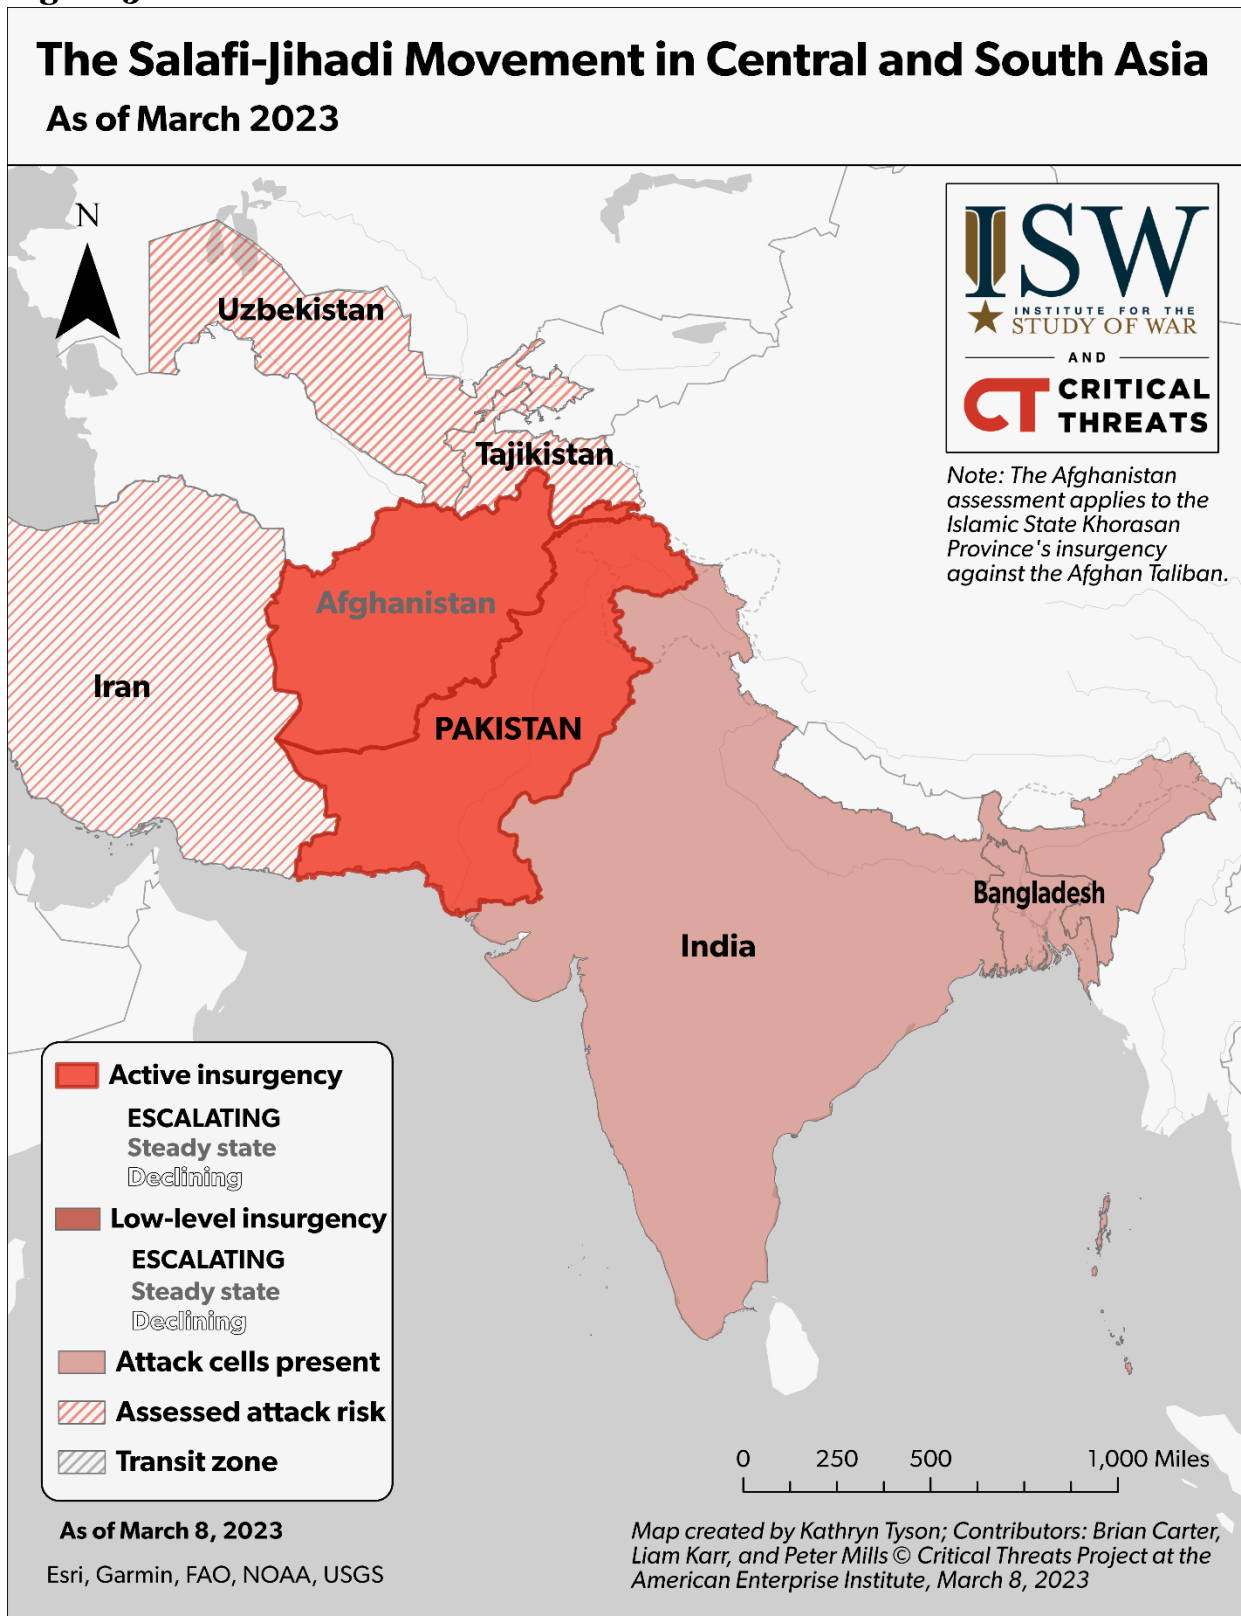 The Salafi-Jihadi Movement in Central and South Asia
As of March 2023
N
ISW
INSTITUTE FOR THE
STUDY OF WAR
AND
CT CRITICAL
THREATS
Note: The Afghanistan
assessment applies to the
Islamic State Khorasan
Province's insurgency
against the Afghan Taliban.
Uzbekistan
Tajikistan
Afghanistan
Iran
PAKISTAN
Bangladesh
India
Active insurgency
ESCALATING
Steady state
Declining
Low-level insurgency
ESCALATING
Steady state
Declining
Attack cells present
Assessed attack risk
Transit zone
0 250 500 1,000 Miles
As of March 8, 2023
Esri, Garmin, FAO, NOAA, USGS
Map created by Kathryn Tyson; Contributors: Brian Carter,
Liam Karr, and Peter Mills © Critical Threats Project at the
American Enterprise Institute, March 8, 2023